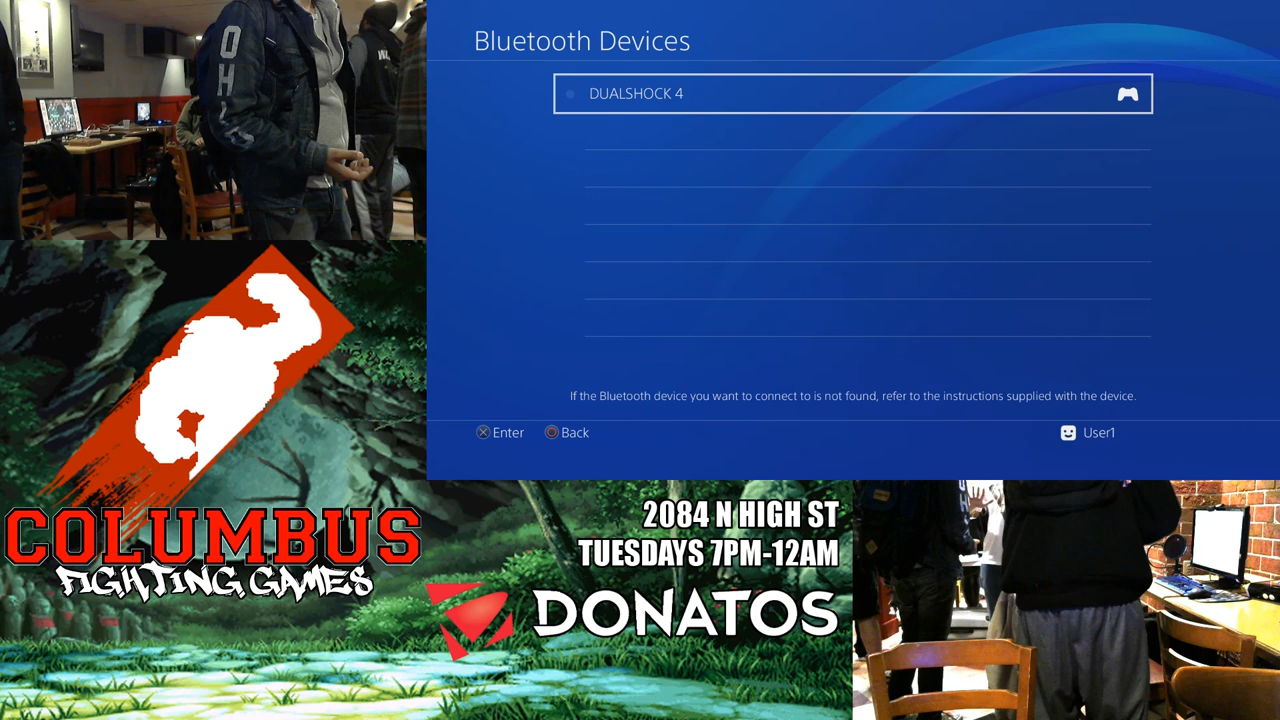 Bluetooth Devices
DUALSHOCK 4
If the Bluetooth device you want to connect to is not found, refer to the instructions supplied with the device.
Enter
Back
User1
COLUMBUS
FIGHTING GAMES
2084 N HIGH ST
TUESDAYS 7PM-12AM
DONATOS